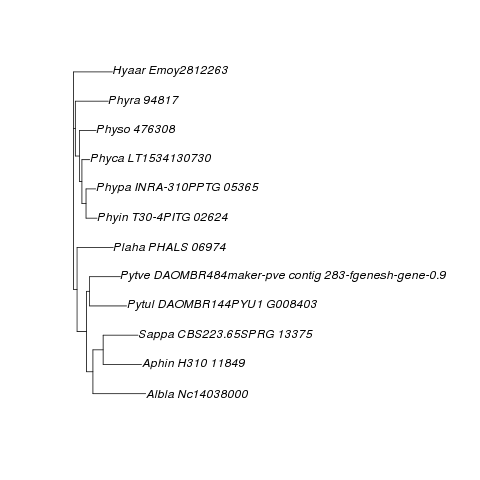 Hyaar Emoy2812263
Phyra 94817
Physo 476308
Phyca LT1534130730
Phypa INRA-310PPTG 05365
Phyin T30-4PITG 02624
Plaha PHALS 06974
Pytve DAOMBR484maker-pve contig 283-fgenesh-gene-0.9
Pytul DAOMBR144PYU1 G008403
Sappa CBS223.65SPRG 13375
Aphin H310 11849
Albla Nc14038000